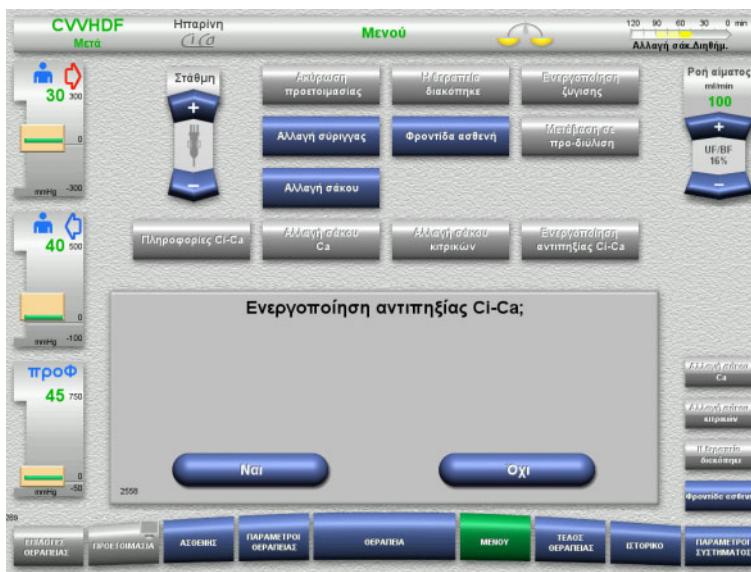 CVVHDF
Μετά
Ηπαρίνη
Ci Ca
Μενού
120 90 60 30 0 min
Αλλαγή σάκ.Διηθήμ.
30
300
0
mmHg -300
Στάθμη
+
−
Ακύρωση
προετοιμασίας
Η θεραπεία
διακόπηκε
Ενεργοποίηση
ζύγισης
Αλλαγή σύριγγας
Φροντίδα ασθενή
Μετάβαση σε
προ-διύλιση
Αλλαγή σάκου
Ροή αίματος
ml/min
100
+
UF/BF
16%
−
40
500
0
-100
mmHg
Πληροφορίες Ci-Ca
Αλλαγή σάκου
Ca
Αλλαγή σάκου
κιτρικών
Ενεργοποίηση
αντιπηξίας Ci-Ca
Ενεργοποίηση αντιπηξίας Ci-Ca;
Ναι
Όχι
2558
προΦ
45
750
0
mmHg -50
Αλλαγή σάκου
Ca
Αλλαγή σάκου
κιτρικών
Η θεραπεία
διακόπηκε
Φροντίδα ασθενή
ΕΠΙΛΟΓΕΣ
ΘΕΡΑΠΕΙΑΣ
ΠΡΟΕΤΟΙΜΑΣΙΑ
ΑΣΘΕΝΗΣ
ΠΑΡΑΜΕΤΡΟΙ
ΘΕΡΑΠΕΙΑΣ
ΘΕΡΑΠΕΙΑ
ΜΕΝΟΥ
ΤΕΛΟΣ
ΘΕΡΑΠΕΙΑΣ
ΙΣΤΟΡΙΚΟ
ΠΑΡΑΜΕΤΡΟΙ
ΣΥΣΤΗΜΑΤΟΣ